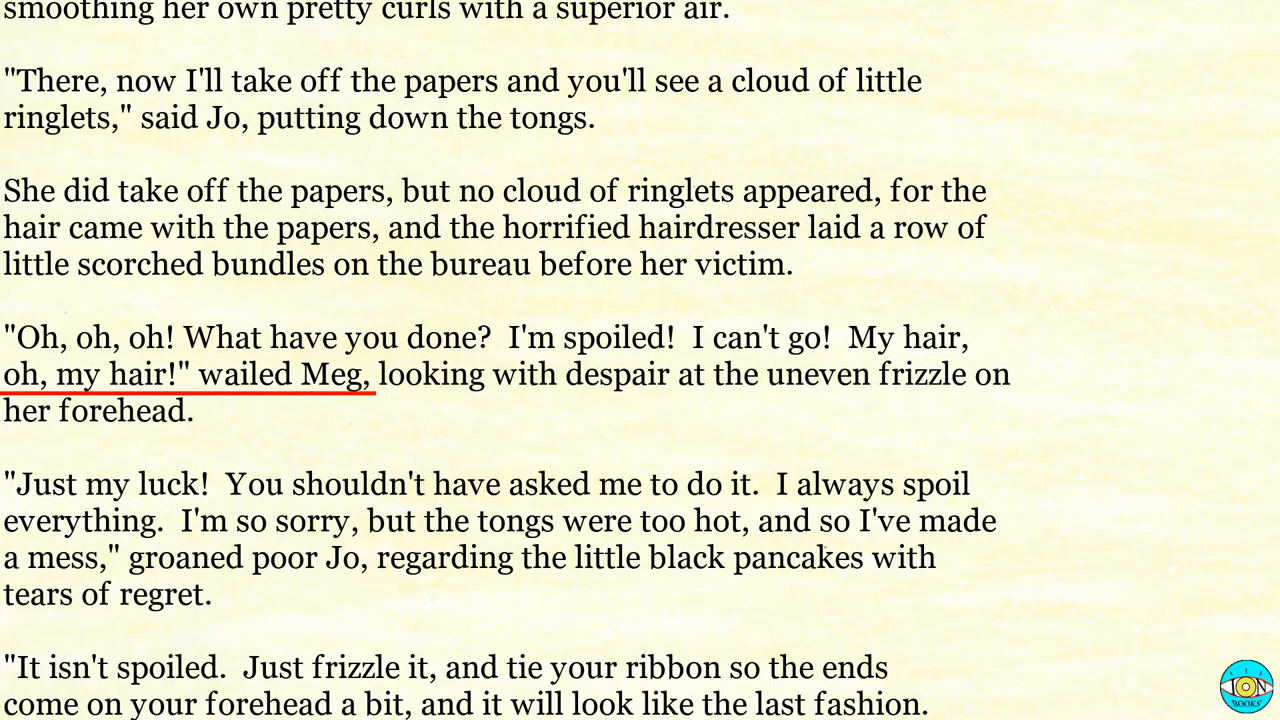 smoothing her own pretty curls with a superior air.
"There, now I'll take off the papers and you'll see a cloud of little
ringlets," said Jo, putting down the tongs.
She did take off the papers, but no cloud of ringlets appeared, for the
hair came with the papers, and the horrified hairdresser laid a row of
little scorched bundles on the bureau before her victim.
"Oh, oh, oh! What have you done?  I'm spoiled!  I can't go!  My hair,
oh, my hair!" wailed Meg, looking with despair at the uneven frizzle on
her forehead.
"Just my luck!  You shouldn't have asked me to do it.  I always spoil
everything.  I'm so sorry, but the tongs were too hot, and so I've made
a mess," groaned poor Jo, regarding the little black pancakes with
tears of regret.
"It isn't spoiled.  Just frizzle it, and tie your ribbon so the ends
come on your forehead a bit, and it will look like the last fashion.
ION
BOOKS